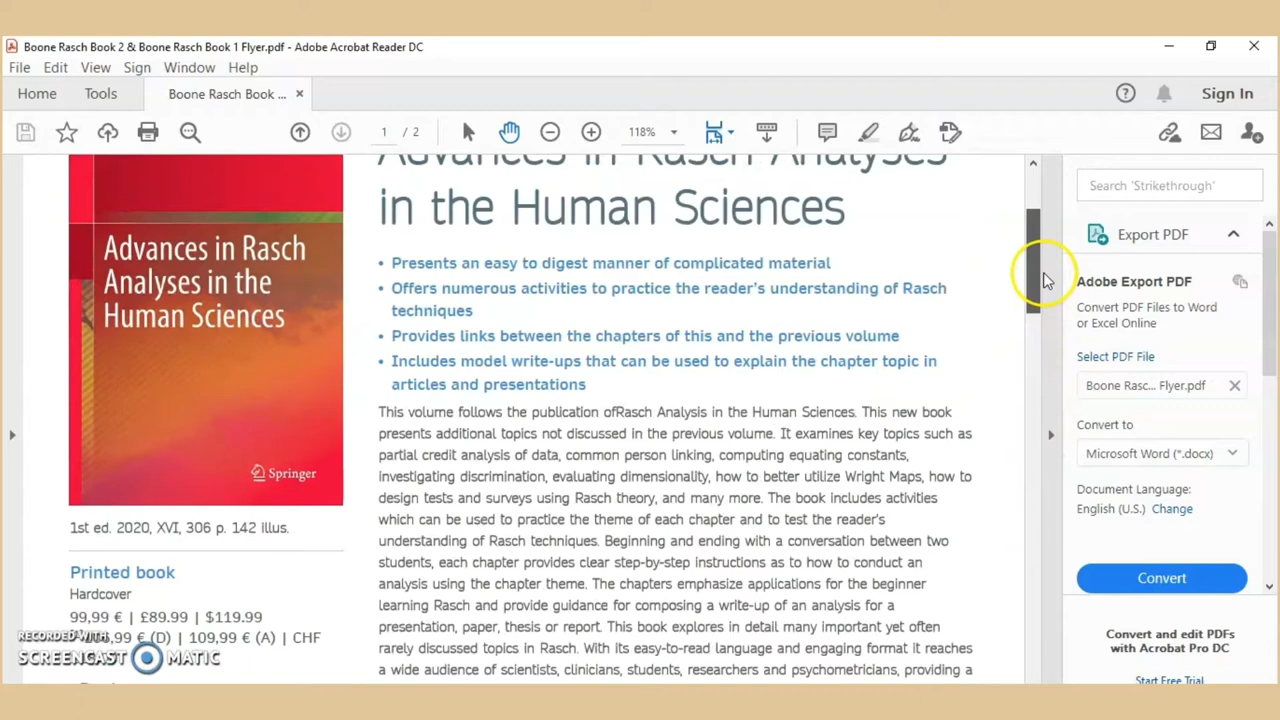 Boone Rasch Book 2 & Boone Rasch Book 1 Flyer.pdf - Adobe Acrobat Reader DC
File Edit View Sign Window Help
Home Tools Boone Rasch Book ... × Sign In
1 / 2 118%
Advances in Rasch Analyses
in the Human Sciences
Advances in Rasch
Analyses in the
Human Sciences
Springer
1st ed. 2020, XVI, 306 p. 142 illus.
Printed book
Hardcover
99,99 € | £89.99 | $119.99
,99 € (D) | 109,99 € (A) | CHF
RECORDED WITH
SCREENCAST MATIC
• Presents an easy to digest manner of complicated material
• Offers numerous activities to practice the reader's understanding of Rasch
techniques
• Provides links between the chapters of this and the previous volume
• Includes model write-ups that can be used to explain the chapter topic in
articles and presentations
This volume follows the publication ofRasch Analysis in the Human Sciences. This new book
presents additional topics not discussed in the previous volume. It examines key topics such as
partial credit analysis of data, common person linking, computing equating constants,
investigating discrimination, evaluating dimensionality, how to better utilize Wright Maps, how to
design tests and surveys using Rasch theory, and many more. The book includes activities
which can be used to practice the theme of each chapter and to test the reader's
understanding of Rasch techniques. Beginning and ending with a conversation between two
students, each chapter provides clear step-by-step instructions as to how to conduct an
analysis using the chapter theme. The chapters emphasize applications for the beginner
learning Rasch and provide guidance for composing a write-up of an analysis for a
presentation, paper, thesis or report. This book explores in detail many important yet often
rarely discussed topics in Rasch. With its easy-to-read language and engaging format it reaches
a wide audience of scientists, clinicians, students, researchers and psychometricians, providing a
Search 'Strikethrough'
Export PDF
Adobe Export PDF
Convert PDF Files to Word
or Excel Online
Select PDF File
Boone Rasc... Flyer.pdf
Convert to
Microsoft Word (*.docx)
Document Language:
English (U.S.) Change
Convert
Convert and edit PDFs
with Acrobat Pro DC
Start Free Trial